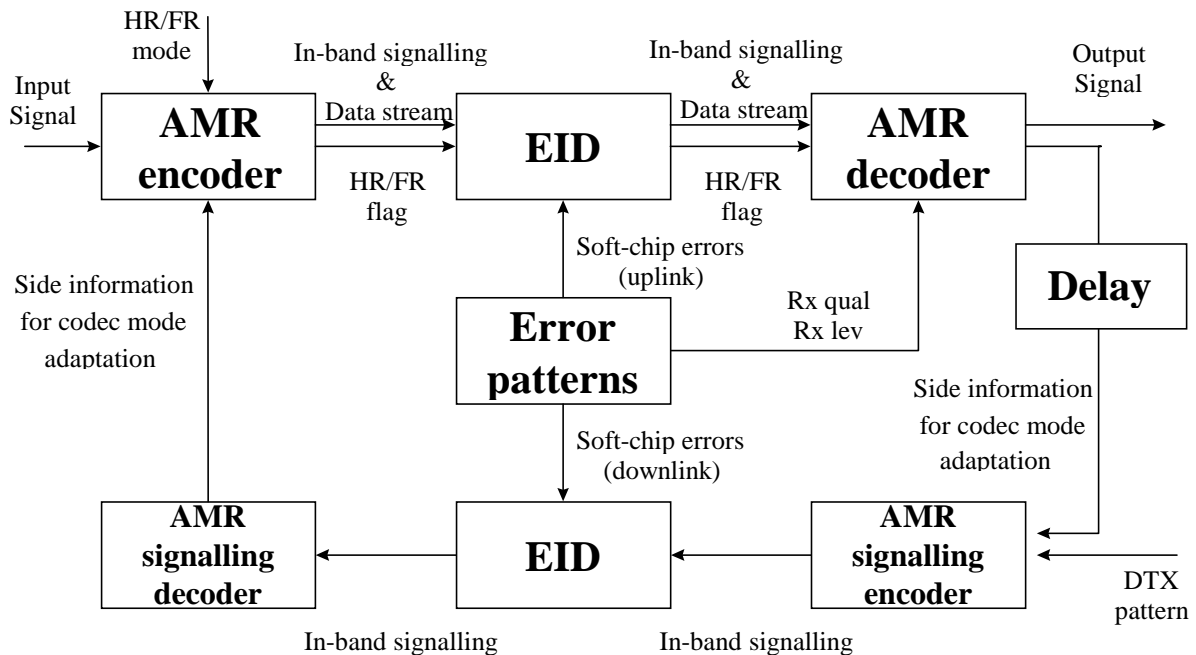 HR/FR
mode
Input
Signal
AMR
encoder
In-band signalling
&
Data stream
HR/FR
flag
EID
In-band signalling
&
Data stream
HR/FR
flag
AMR
decoder
Output
Signal
Soft-chip errors
(uplink)
Side information
for codec mode
adaptation
Error
patterns
Rx qual
Rx lev
Delay
Side information
for codec mode
adaptation
Soft-chip errors
(downlink)
AMR
signalling
decoder
EID
AMR
signalling
encoder
DTX
pattern
In-band signalling
In-band signalling